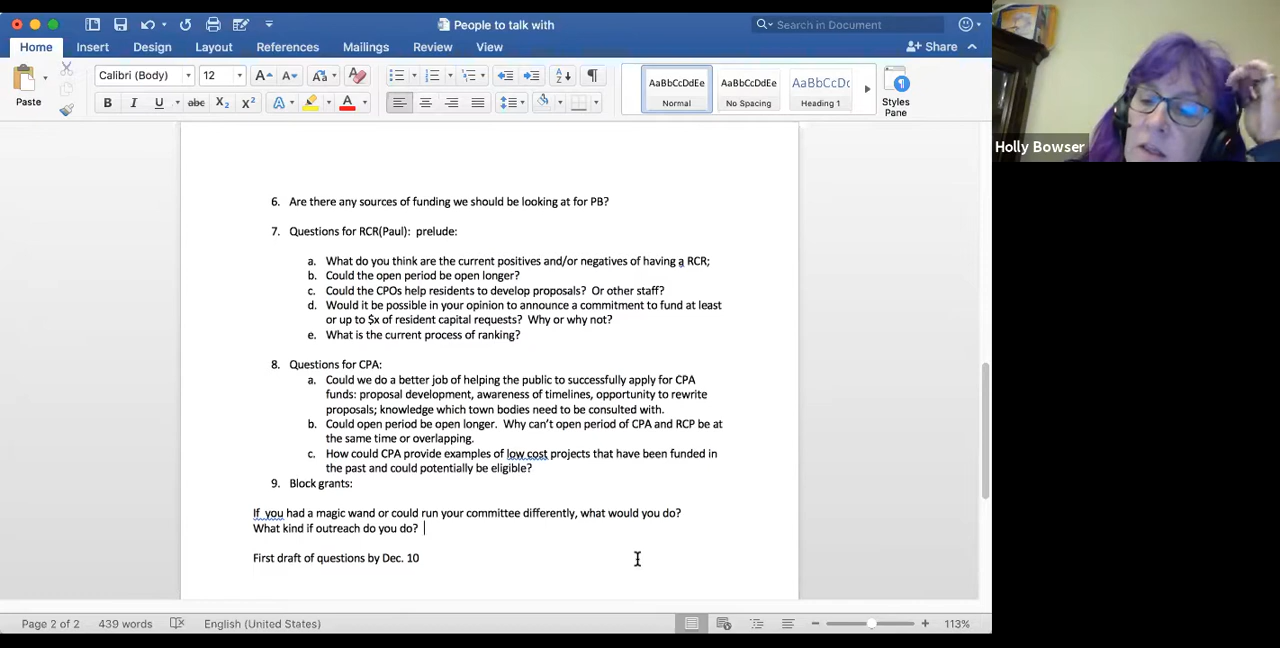 People to talk with
Search in Document
Home Insert Design Layout References Mailings Review View Share
Paste Calibri (Body) 12 AaBbCcDdEe AaBbCcDdEe AaBbCcDc
Normal No Spacing Heading 1 Styles Pane
6. Are there any sources of funding we should be looking at for PB?
7. Questions for RCR(Paul): prelude:
a. What do you think are the current positives and/or negatives of having a RCR;
b. Could the open period be open longer?
c. Could the CPOs help residents to develop proposals? Or other staff?
d. Would it be possible in your opinion to announce a commitment to fund at least
or up to $x of resident capital requests? Why or why not?
e. What is the current process of ranking?
8. Questions for CPA:
a. Could we do a better job of helping the public to successfully apply for CPA
funds: proposal development, awareness of timelines, opportunity to rewrite
proposals; knowledge which town bodies need to be consulted with.
b. Could open period be open longer. Why can't open period of CPA and RCP be at
the same time or overlapping.
c. How could CPA provide examples of low cost projects that have been funded in
the past and could potentially be eligible?
9. Block grants:
If you had a magic wand or could run your committee differently, what would you do?
What kind if outreach do you do?
First draft of questions by Dec. 10
Page 2 of 2 439 words English (United States) 113%
Holly Bowser